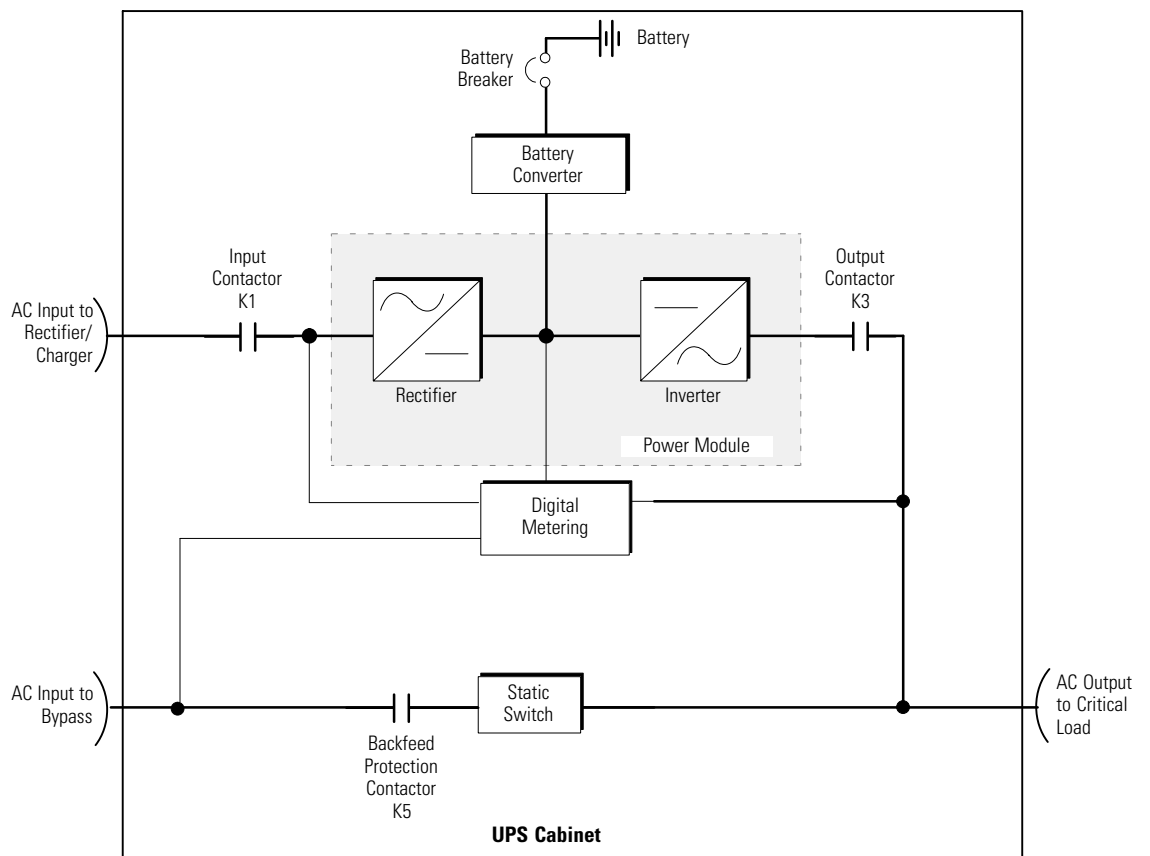 Battery
Battery
Breaker
Battery
Converter
Input
Contactor
K1
Output
Contactor
K3
AC Input to
Rectifier/
Charger
Rectifier
Inverter
Power Module
Digital
Metering
AC Input to
Bypass
Static
Switch
AC Output
to Critical
Load
Backfeed
Protection
Contactor
K5
UPS Cabinet